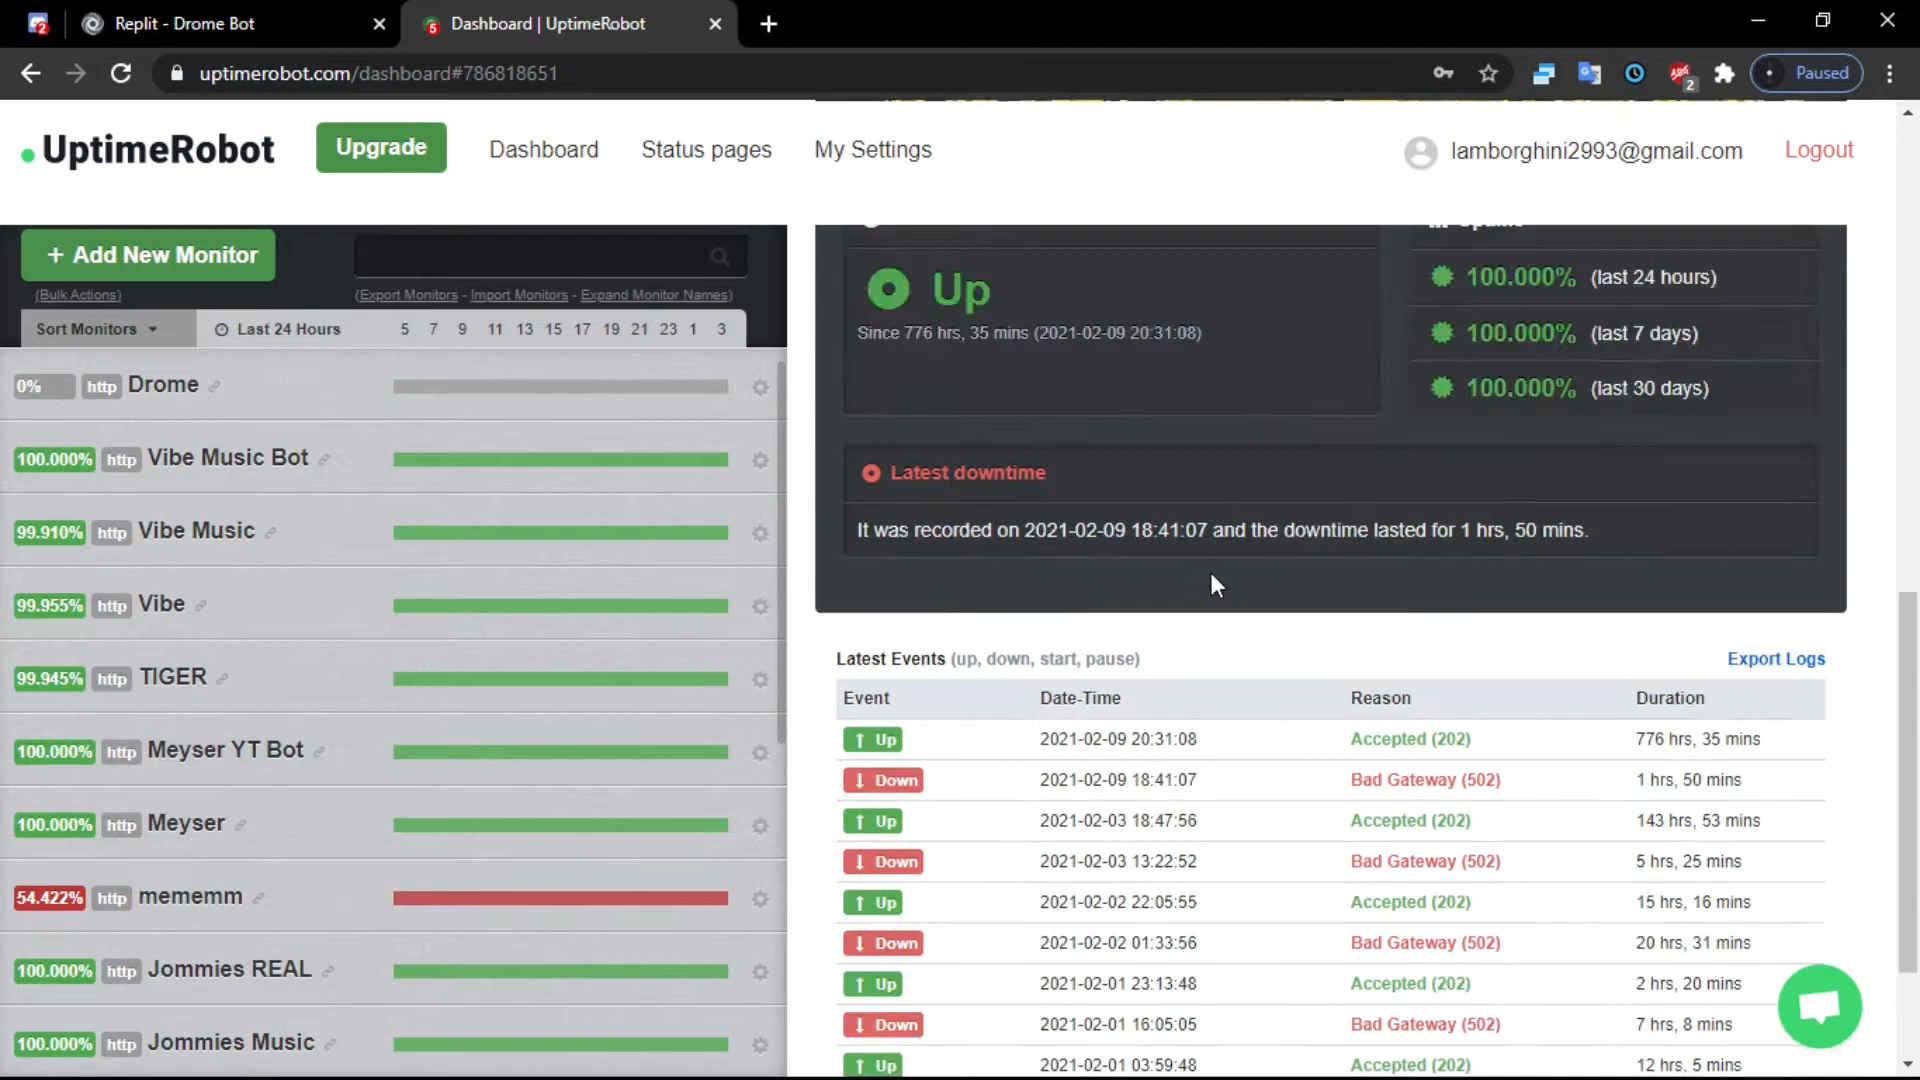 2
Replit - Drome Bot
5
Dashboard | UptimeRobot
uptimerobot.com/dashboard#786818651
2
Paused
UptimeRobot
Upgrade
Dashboard
Status pages
My Settings
lamborghini2993@gmail.com
Logout
+ Add New Monitor
(Bulk Actions)
(Export Monitors - Import Monitors - Expand Monitor Names)
Sort Monitors
Last 24 Hours
5 7 9 11 13 15 17 19 21 23 1 3
0% http Drome
100.000% http Vibe Music Bot
99.910% http Vibe Music
99.955% http Vibe
99.945% http TIGER
100.000% http Meyser YT Bot
100.000% http Meyser
54.422% http mememm
100.000% http Jommies REAL
100.000% http Jommies Music
Up
Since 776 hrs, 35 mins (2021-02-09 20:31:08)
100.000% (last 24 hours)
100.000% (last 7 days)
100.000% (last 30 days)
Latest downtime
It was recorded on 2021-02-09 18:41:07 and the downtime lasted for 1 hrs, 50 mins.
Latest Events (up, down, start, pause)
Export Logs
Event Date-Time Reason Duration
Up 2021-02-09 20:31:08 Accepted (202) 776 hrs, 35 mins
Down 2021-02-09 18:41:07 Bad Gateway (502) 1 hrs, 50 mins
Up 2021-02-03 18:47:56 Accepted (202) 143 hrs, 53 mins
Down 2021-02-03 13:22:52 Bad Gateway (502) 5 hrs, 25 mins
Up 2021-02-02 22:05:55 Accepted (202) 15 hrs, 16 mins
Down 2021-02-02 01:33:56 Bad Gateway (502) 20 hrs, 31 mins
Up 2021-02-01 23:13:48 Accepted (202) 2 hrs, 20 mins
Down 2021-02-01 16:05:05 Bad Gateway (502) 7 hrs, 8 mins
Up 2021-02-01 03:59:48 Accepted (202) 12 hrs, 5 mins